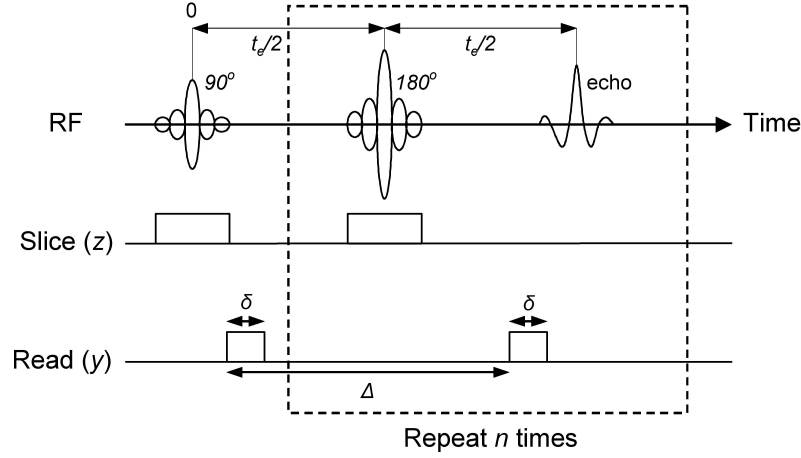 0
tₑ/2 tₑ/2
90° 180° echo
RF Time
Slice (z)
δ δ
Read (y)
Δ
Repeat n times